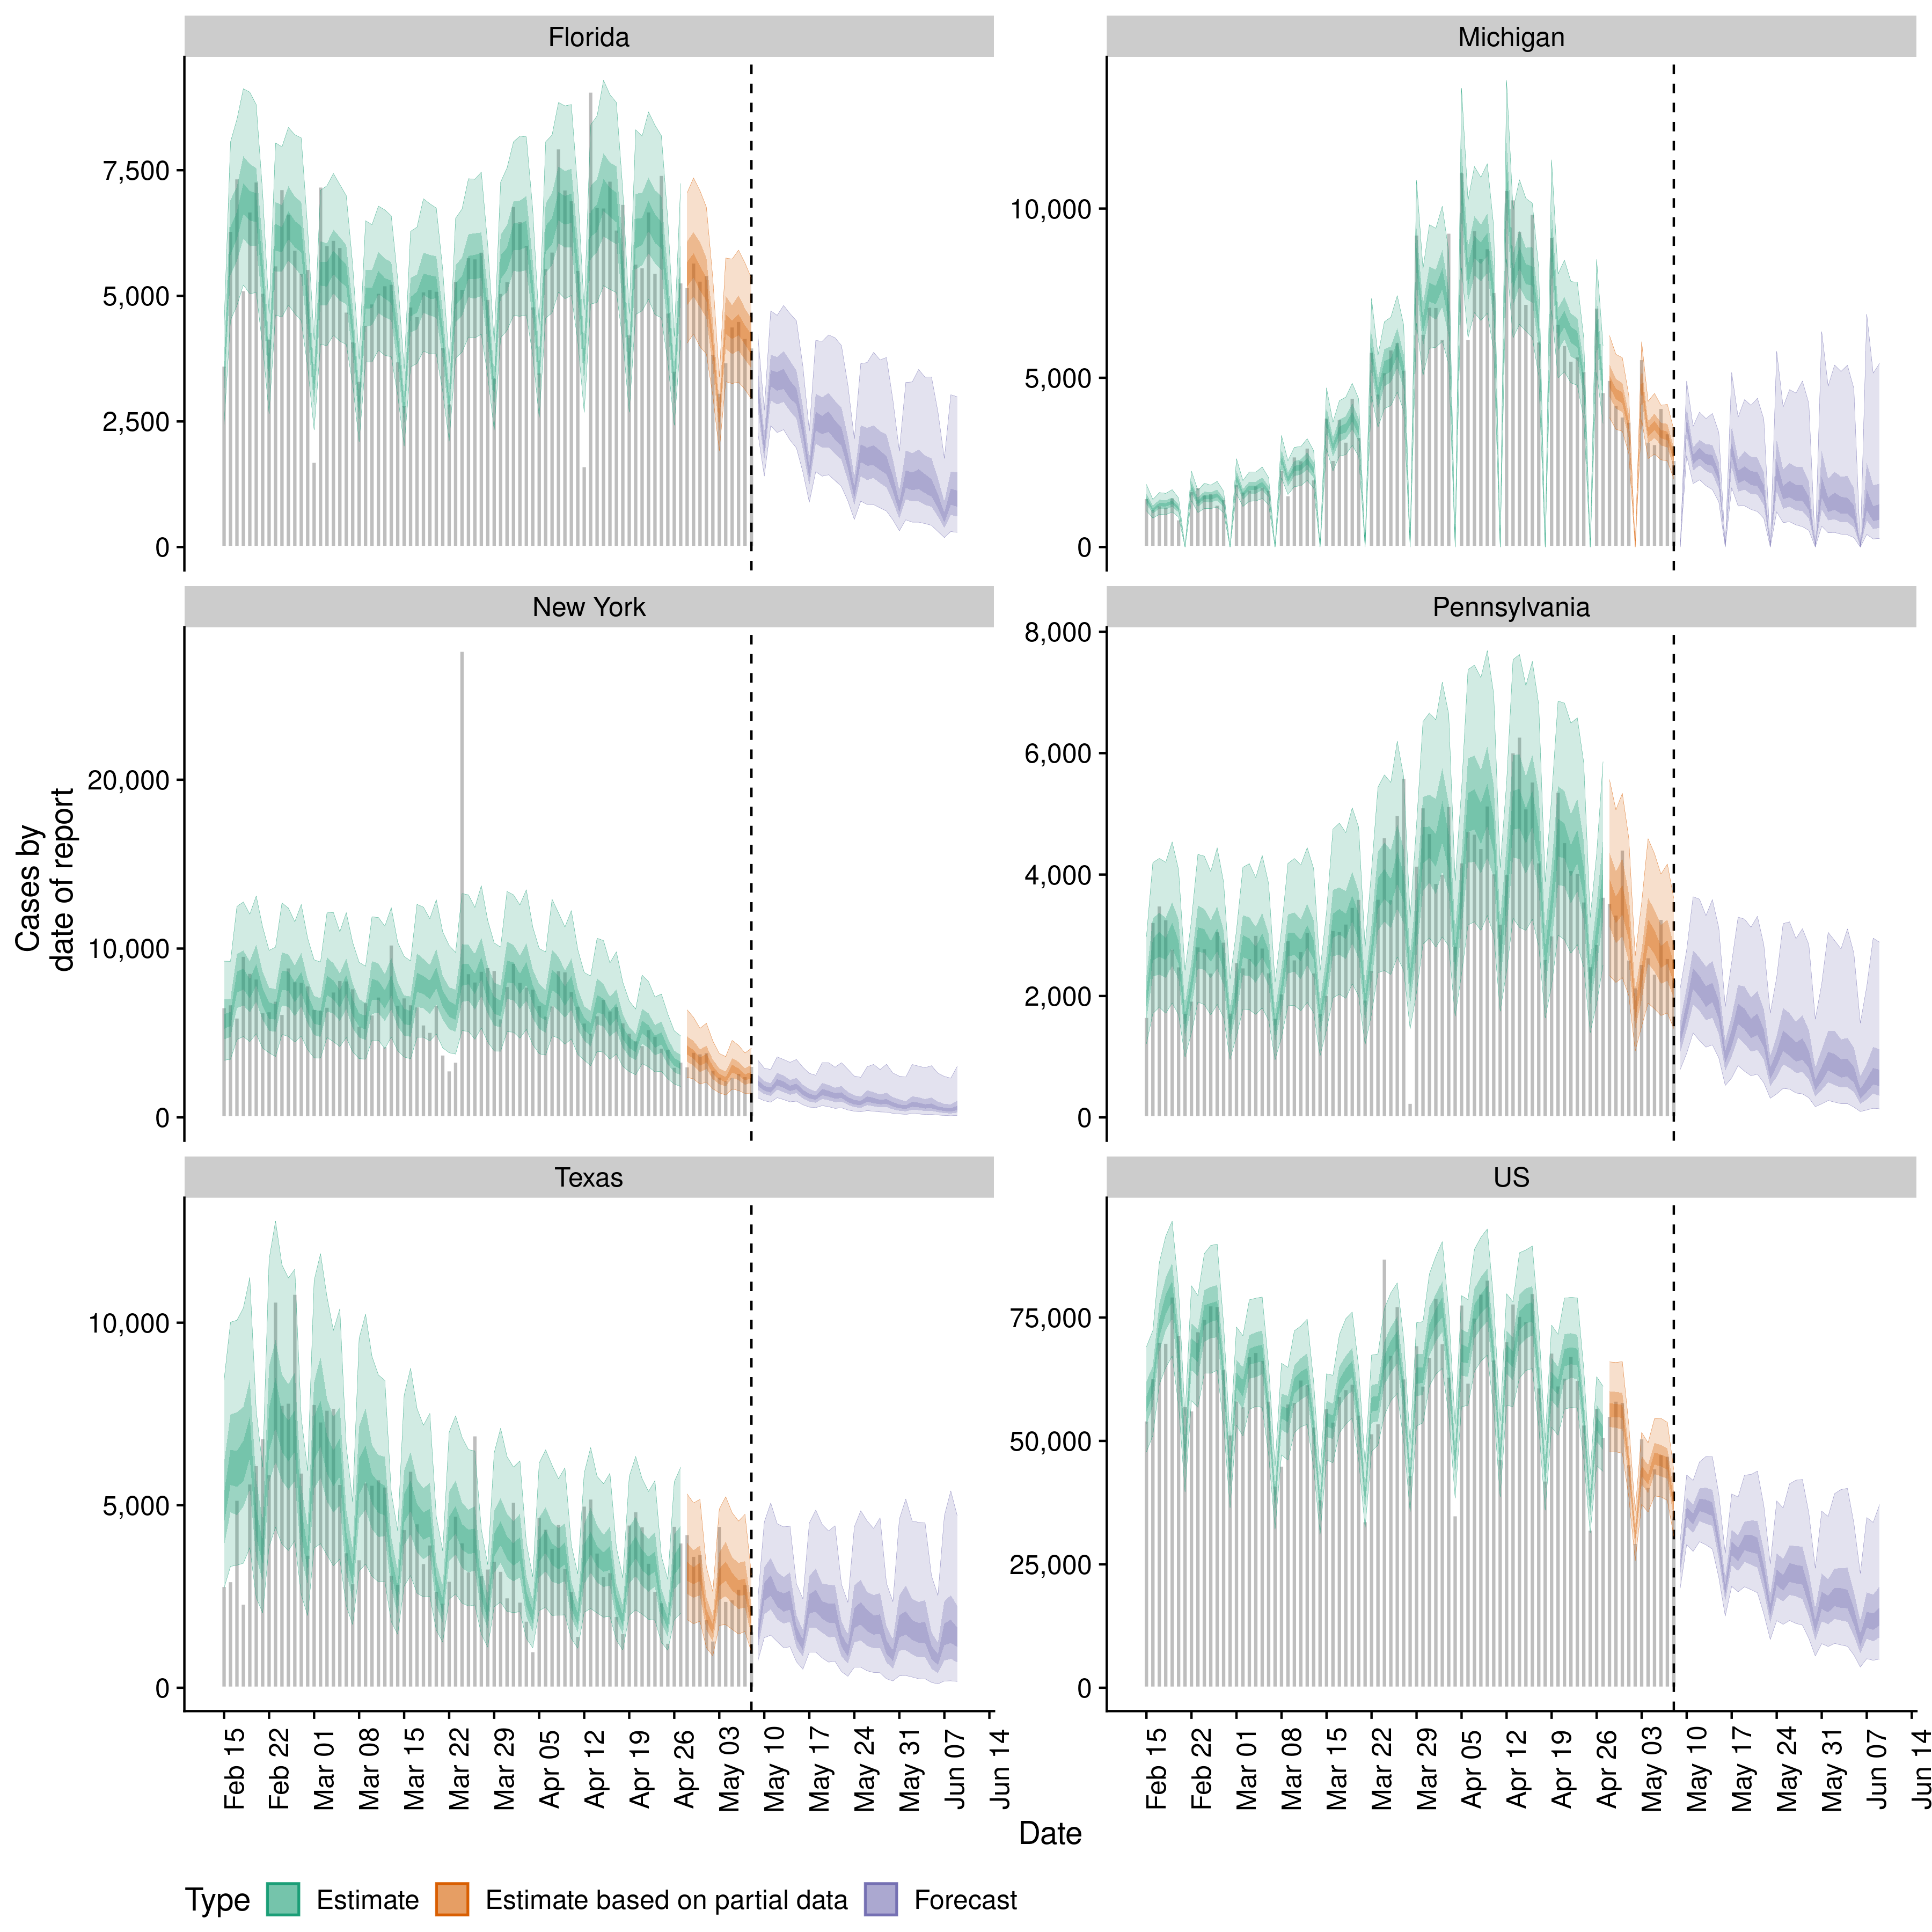 Florida
Michigan
7,500
5,000
2,500
0
10,000
5,000
0
New York
Pennsylvania
20,000
10,000
0
8,000
6,000
4,000
2,000
0
Cases by
date of report
Texas
US
10,000
5,000
0
75,000
50,000
25,000
0
Feb 15
Feb 22
Mar 01
Mar 08
Mar 15
Mar 22
Mar 29
Apr 05
Apr 12
Apr 19
Apr 26
May 03
May 10
May 17
May 24
May 31
Jun 07
Jun 14
Feb 15
Feb 22
Mar 01
Mar 08
Mar 15
Mar 22
Mar 29
Apr 05
Apr 12
Apr 19
Apr 26
May 03
May 10
May 17
May 24
May 31
Jun 07
Jun 14
Date
Type Estimate Estimate based on partial data Forecast